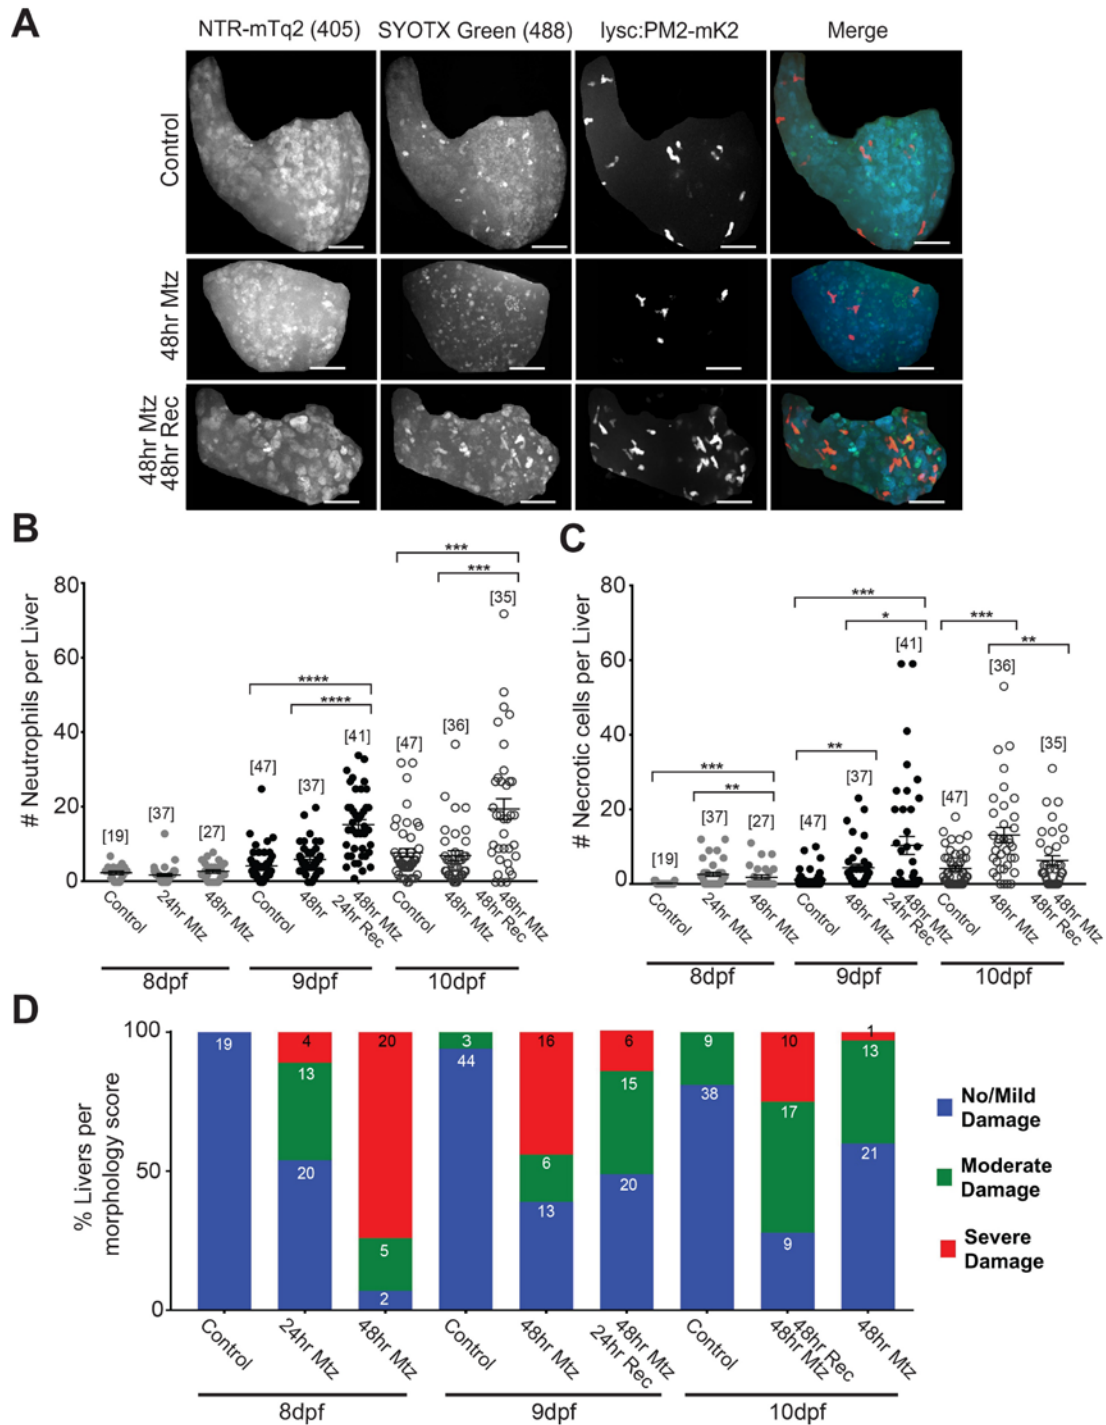 A
NTR-mTq2 (405) SYOTX Green (488) lysc:PM2-mK2 Merge
Control
48hr Mtz
48hr Mtz
48hr Rec
B
# Neutrophils per Liver
80
60
40
20
0
[19] [37] [27] [47] [37] [41] [47] [36] [35]
**** **** *** ***
Control
24hr Mtz
48hr Mtz
Control
48hr
48hr Mtz
24hr Rec
Control
48hr Mtz
48hr Mtz
48hr Rec
8dpf 9dpf 10dpf
C
# Necrotic cells per Liver
80
60
40
20
0
[19] [37] [27] [47] [37] [41] [47] [36] [35]
*** ** ** *** * *** **
Control
24hr Mtz
48hr Mtz
Control
48hr Mtz
48hr Mtz
24hr Rec
Control
48hr Mtz
48hr Mtz
48hr Rec
8dpf 9dpf 10dpf
D
% Livers per
morphology score
100
50
0
19
4 13 20
20 5 2
3 44
16 6 13
6 15 20
9 38
10 17 9
1 13 21
Control
24hr Mtz
48hr Mtz
Control
48hr Mtz
48hr Mtz
24hr Rec
Control
48hr Rec
48hr Mtz
48hr Mtz
8dpf 9dpf 10dpf
No/Mild
Damage
Moderate
Damage
Severe
Damage